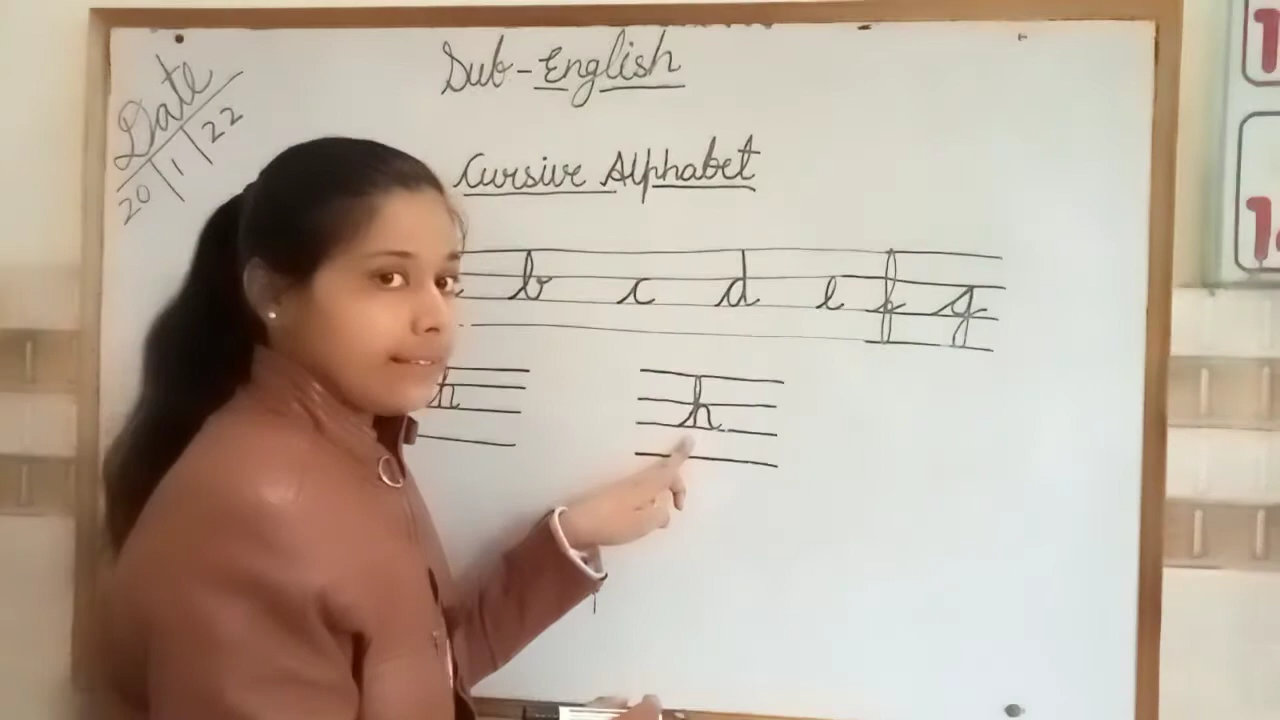 Sub-English
Date
20/1/22
Cursive Alphabet
b c d e f g
h h